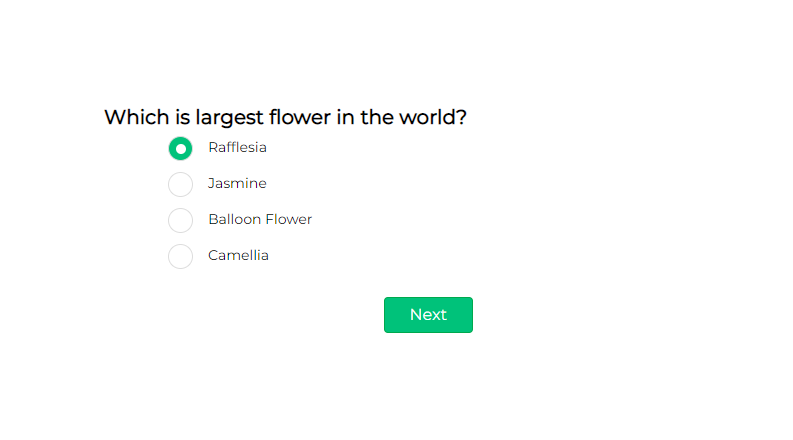 Which is largest flower in the world?
Rafflesia
Jasmine
Balloon Flower
Camellia
Next